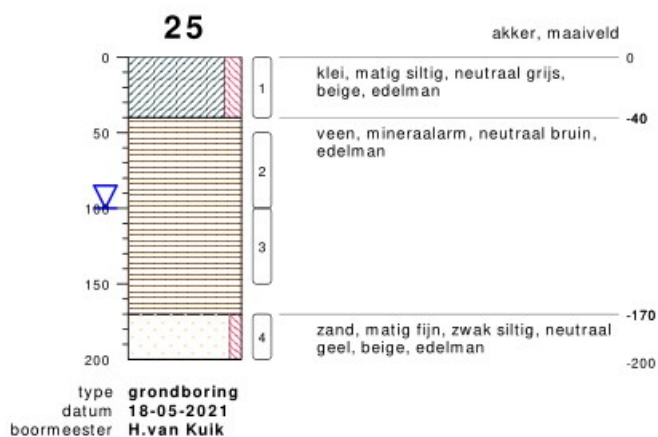 25
akker, maaiveld
0
0
klei, matig siltig, neutraal grijs,
beige, edelman
1
-40
50
veen, mineraalarm, neutraal bruin,
edelman
2
100
3
150
-170
zand, matig fijn, zwak siltig, neutraal
geel, beige, edelman
4
200
-200
type grondboring
datum 18-05-2021
boormeester H.van Kuik